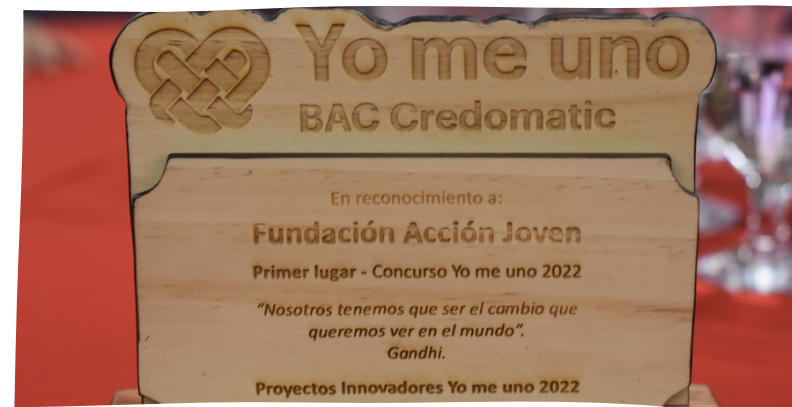 Yo me uno
BAC Credomatic
En reconocimiento a:
Fundación Acción Joven
Primer lugar - Concurso Yo me uno 2022
“Nosotros tenemos que ser el cambio que
queremos ver en el mundo”.
Gandhi.
Proyectos Innovadores Yo me uno 2022